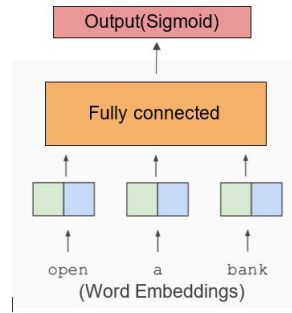 Output(Sigmoid)
Fully connected
open a bank
(Word Embeddings)